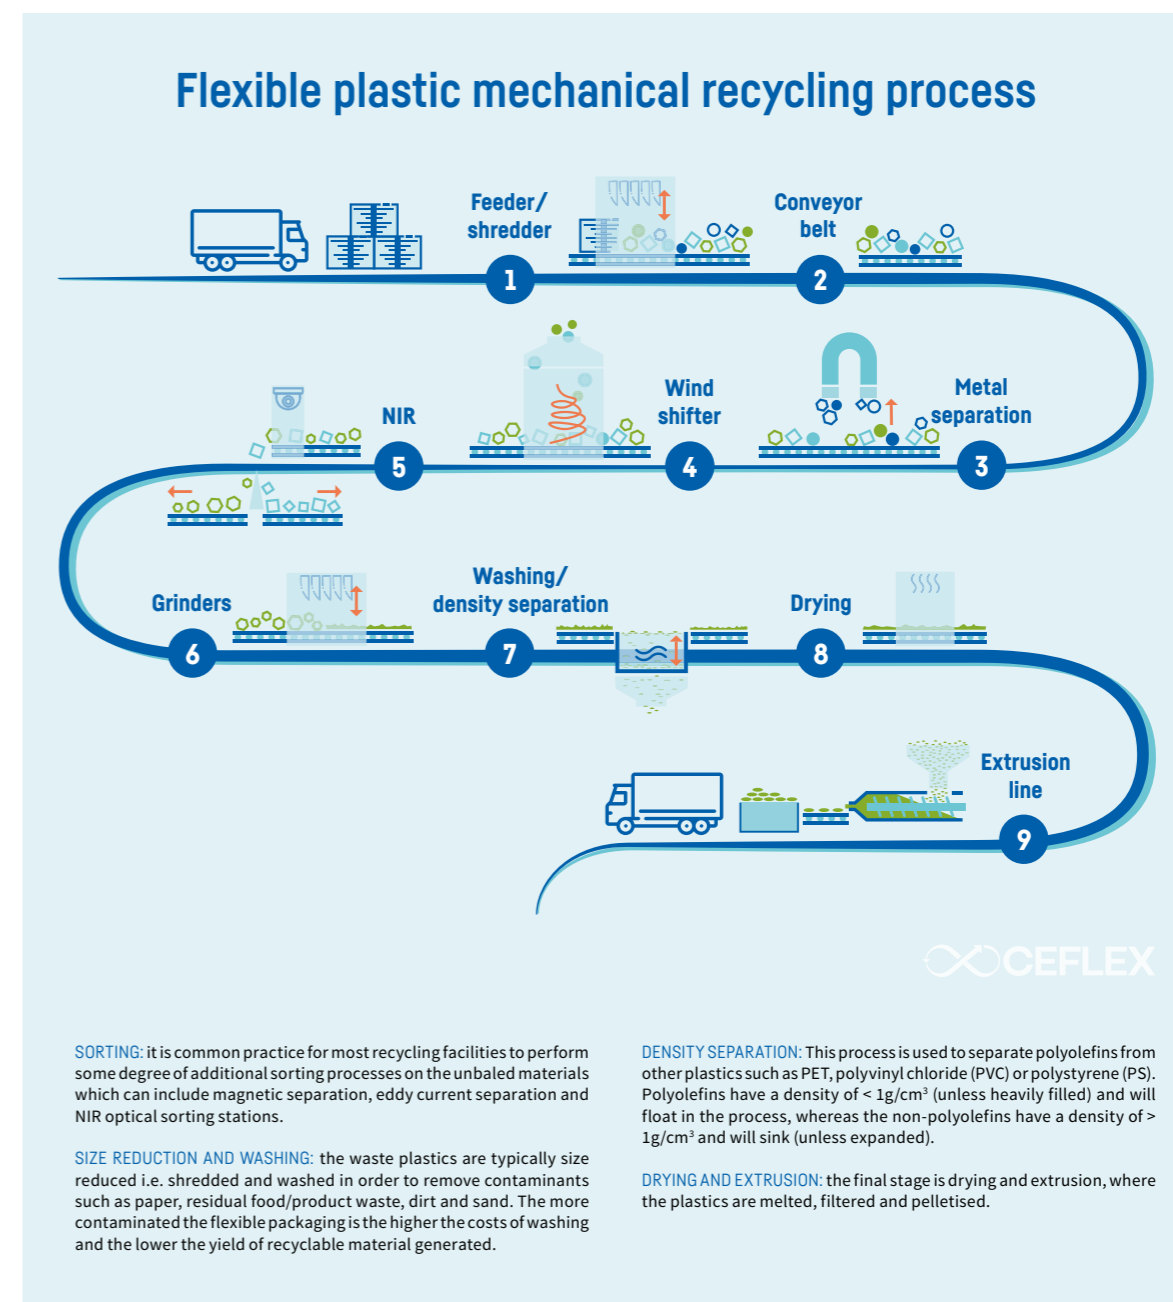 Flexible plastic mechanical recycling process
Feeder/
shredder
1
Conveyor
belt
2
Metal
separation
3
Wind
shifter
4
NIR
5
Grinders
6
Washing/
density separation
7
Drying
8
Extrusion
line
9
CEFLEX
SORTING: it is common practice for most recycling facilities to perform
some degree of additional sorting processes on the unbaled materials
which can include magnetic separation, eddy current separation and
NIR optical sorting stations.
SIZE REDUCTION AND WASHING: the waste plastics are typically size
reduced i.e. shredded and washed in order to remove contaminants
such as paper, residual food/product waste, dirt and sand. The more
contaminated the flexible packaging is the higher the costs of washing
and the lower the yield of recyclable material generated.
DENSITY SEPARATION: This process is used to separate polyolefins from
other plastics such as PET, polyvinyl chloride (PVC) or polystyrene (PS).
Polyolefins have a density of < 1g/cm³ (unless heavily filled) and will
float in the process, whereas the non-polyolefins have a density of >
1g/cm³ and will sink (unless expanded).
DRYING AND EXTRUSION: the final stage is drying and extrusion, where
the plastics are melted, filtered and pelletised.